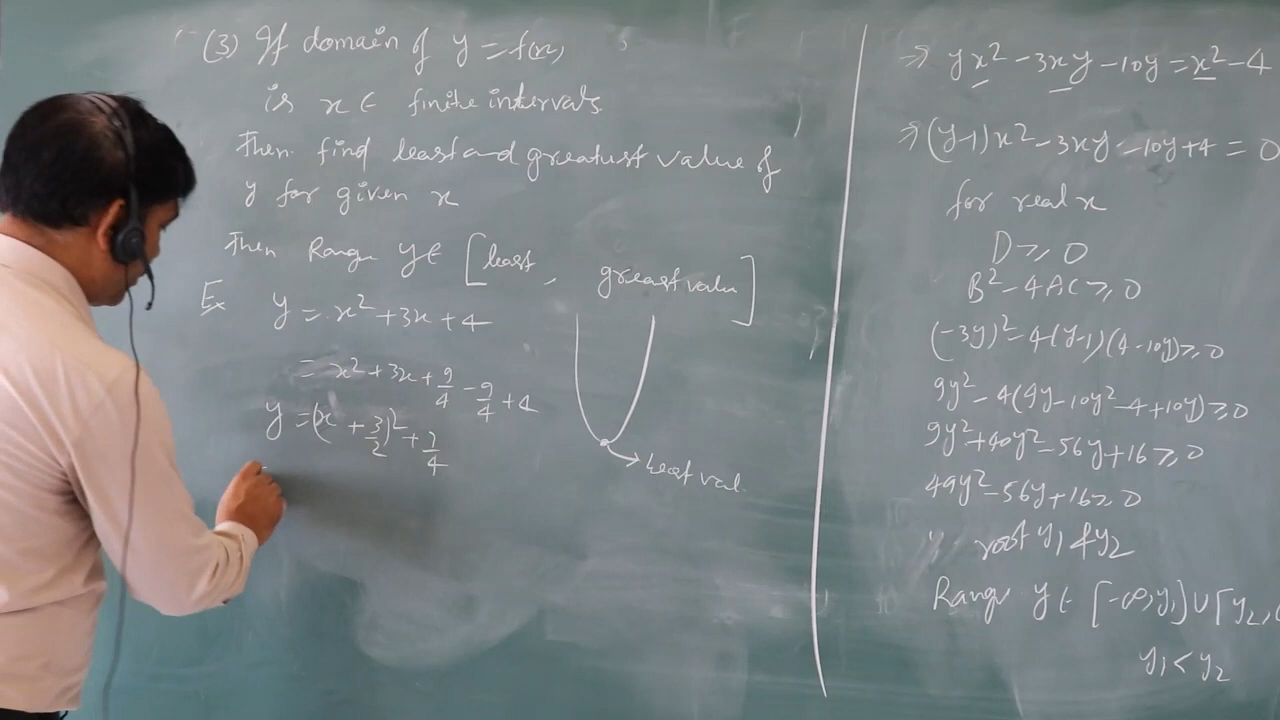 (3) If domain of y = f(x)
is x ∈ finite intervals
Then find least and greatest value of
y for given x
Then Range y ∈ [least, greast value]
Ex y = x² + 3x + 4
= x² + 3x + 9/4 - 9/4 + 4
y = (x + 3/2)² + 7/4
Least val.
⇒ yx² - 3xy - 10y = x² - 4
⇒ (y-1)x² - 3xy - 10y + 4 = 0
for real x
D ≥ 0
B² - 4AC ≥ 0
(-3y)² - 4(y-1)(4-10y) ≥ 0
9y² - 4(4y - 10y² - 4 + 10y) ≥ 0
9y² + 40y² - 56y + 16 ≥ 0
49y² - 56y + 16 ≥ 0
root y₁ & y₂
Range y ∈ [-∞, y₁] ∪ [y₂,
y₁ < y₂